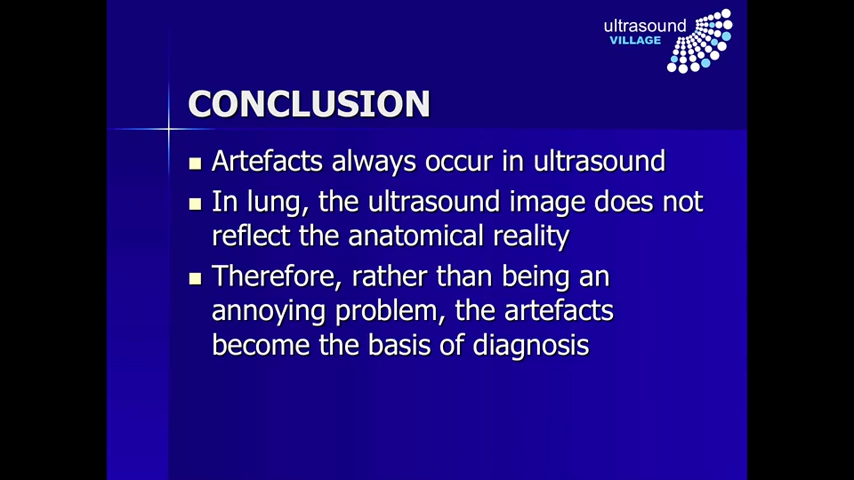 ultrasound
VILLAGE
CONCLUSION
Artefacts always occur in ultrasound
In lung, the ultrasound image does not
reflect the anatomical reality
Therefore, rather than being an
annoying problem, the artefacts
become the basis of diagnosis